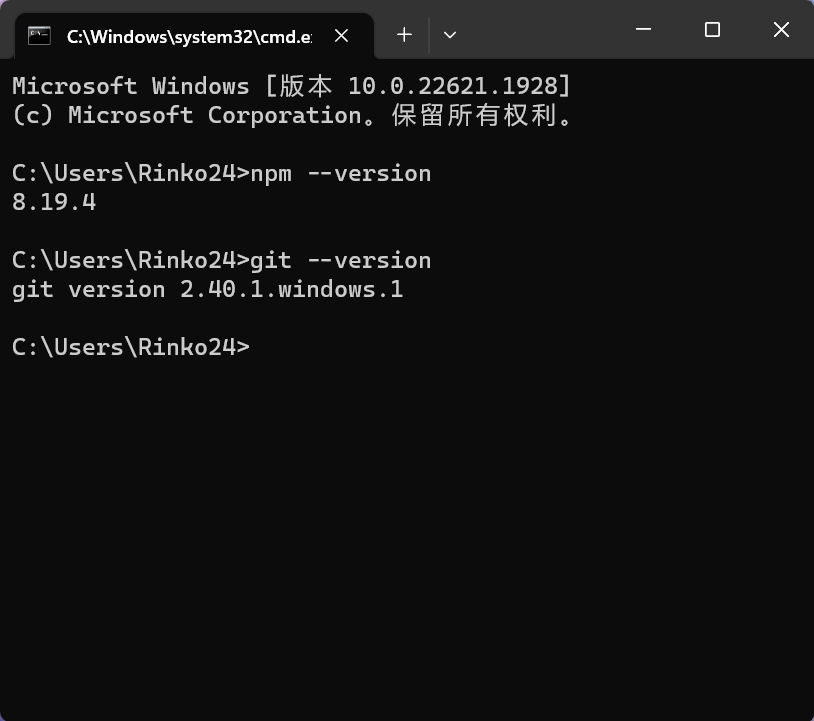 C:\Windows\system32\cmd.e
Microsoft Windows [版本 10.0.22621.1928]
(c) Microsoft Corporation。保留所有权利。
C:\Users\Rinko24>npm --version
8.19.4
C:\Users\Rinko24>git --version
git version 2.40.1.windows.1
C:\Users\Rinko24>